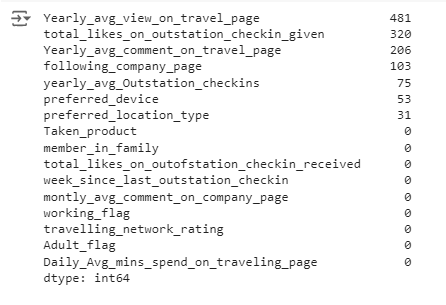 Yearly_avg_view_on_travel_page 481
total_likes_on_outstation_checkin_given 320
Yearly_avg_comment_on_travel_page 206
following_company_page 103
yearly_avg_Outstation_checkins 75
preferred_device 53
preferred_location_type 31
Taken_product 0
member_in_family 0
total_likes_on_outofstation_checkin_received 0
week_since_last_outstation_checkin 0
montly_avg_comment_on_company_page 0
working_flag 0
travelling_network_rating 0
Adult_flag 0
Daily_Avg_mins_spend_on_traveling_page 0
dtype: int64